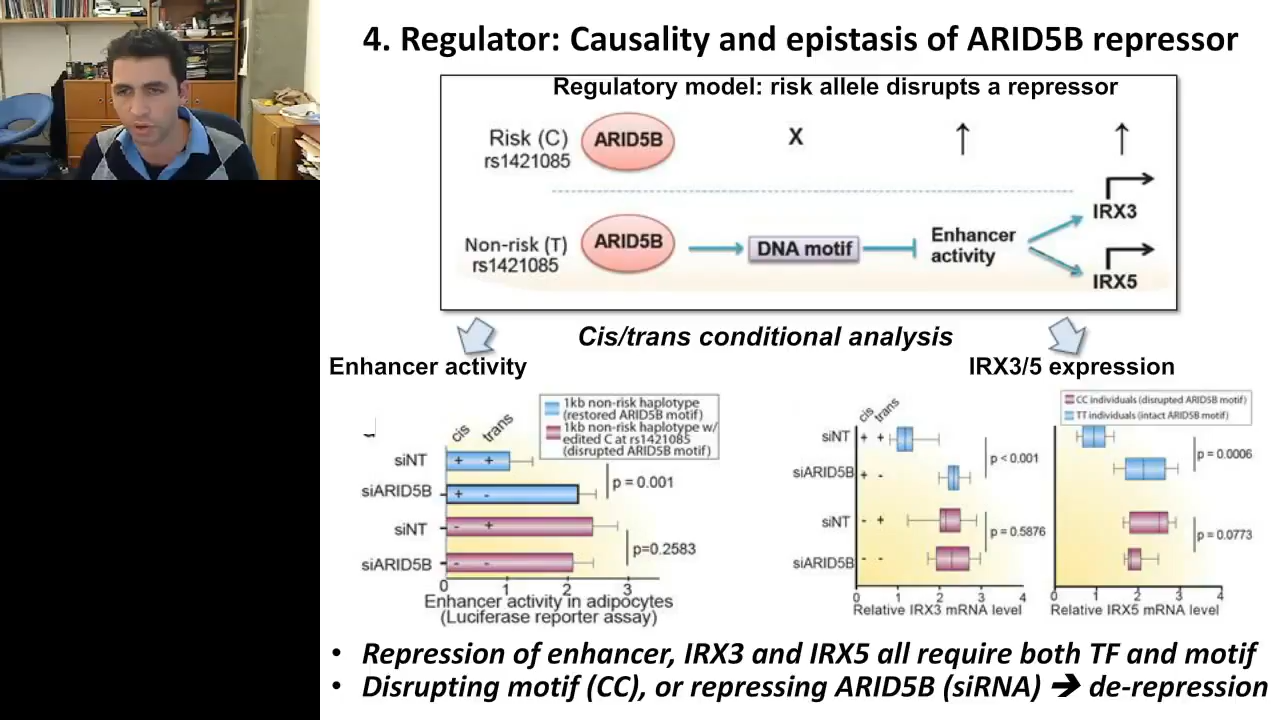 4. Regulator: Causality and epistasis of ARID5B repressor
Regulatory model: risk allele disrupts a repressor
Risk (C)
rs1421085
ARID5B
X
IRX3
Non-risk (T)
rs1421085
ARID5B
DNA motif
Enhancer
activity
IRX5
Cis/trans conditional analysis
Enhancer activity
IRX3/5 expression
cis trans
1kb non-risk haplotype
(restored ARID5B motif)
1kb non-risk haplotype w/
edited C at rs1421085
(disrupted ARID5B motif)
siNT + +
siARID5B + -
siNT - +
siARID5B - -
p = 0.001
p=0.2583
0 1 2 3
Enhancer activity in adipocytes
(Luciferase reporter assay)
cis trans
CC individuals (disrupted ARID5B motif)
TT individuals (intact ARID5B motif)
siNT + +
siARID5B + -
siNT - +
siARID5B - -
p < 0.001
p = 0.5876
0 1 2 3 4
Relative IRX3 mRNA level
p = 0.0006
p = 0.0773
0 1 2 3 4
Relative IRX5 mRNA level
• Repression of enhancer, IRX3 and IRX5 all require both TF and motif
• Disrupting motif (CC), or repressing ARID5B (siRNA) → de-repression